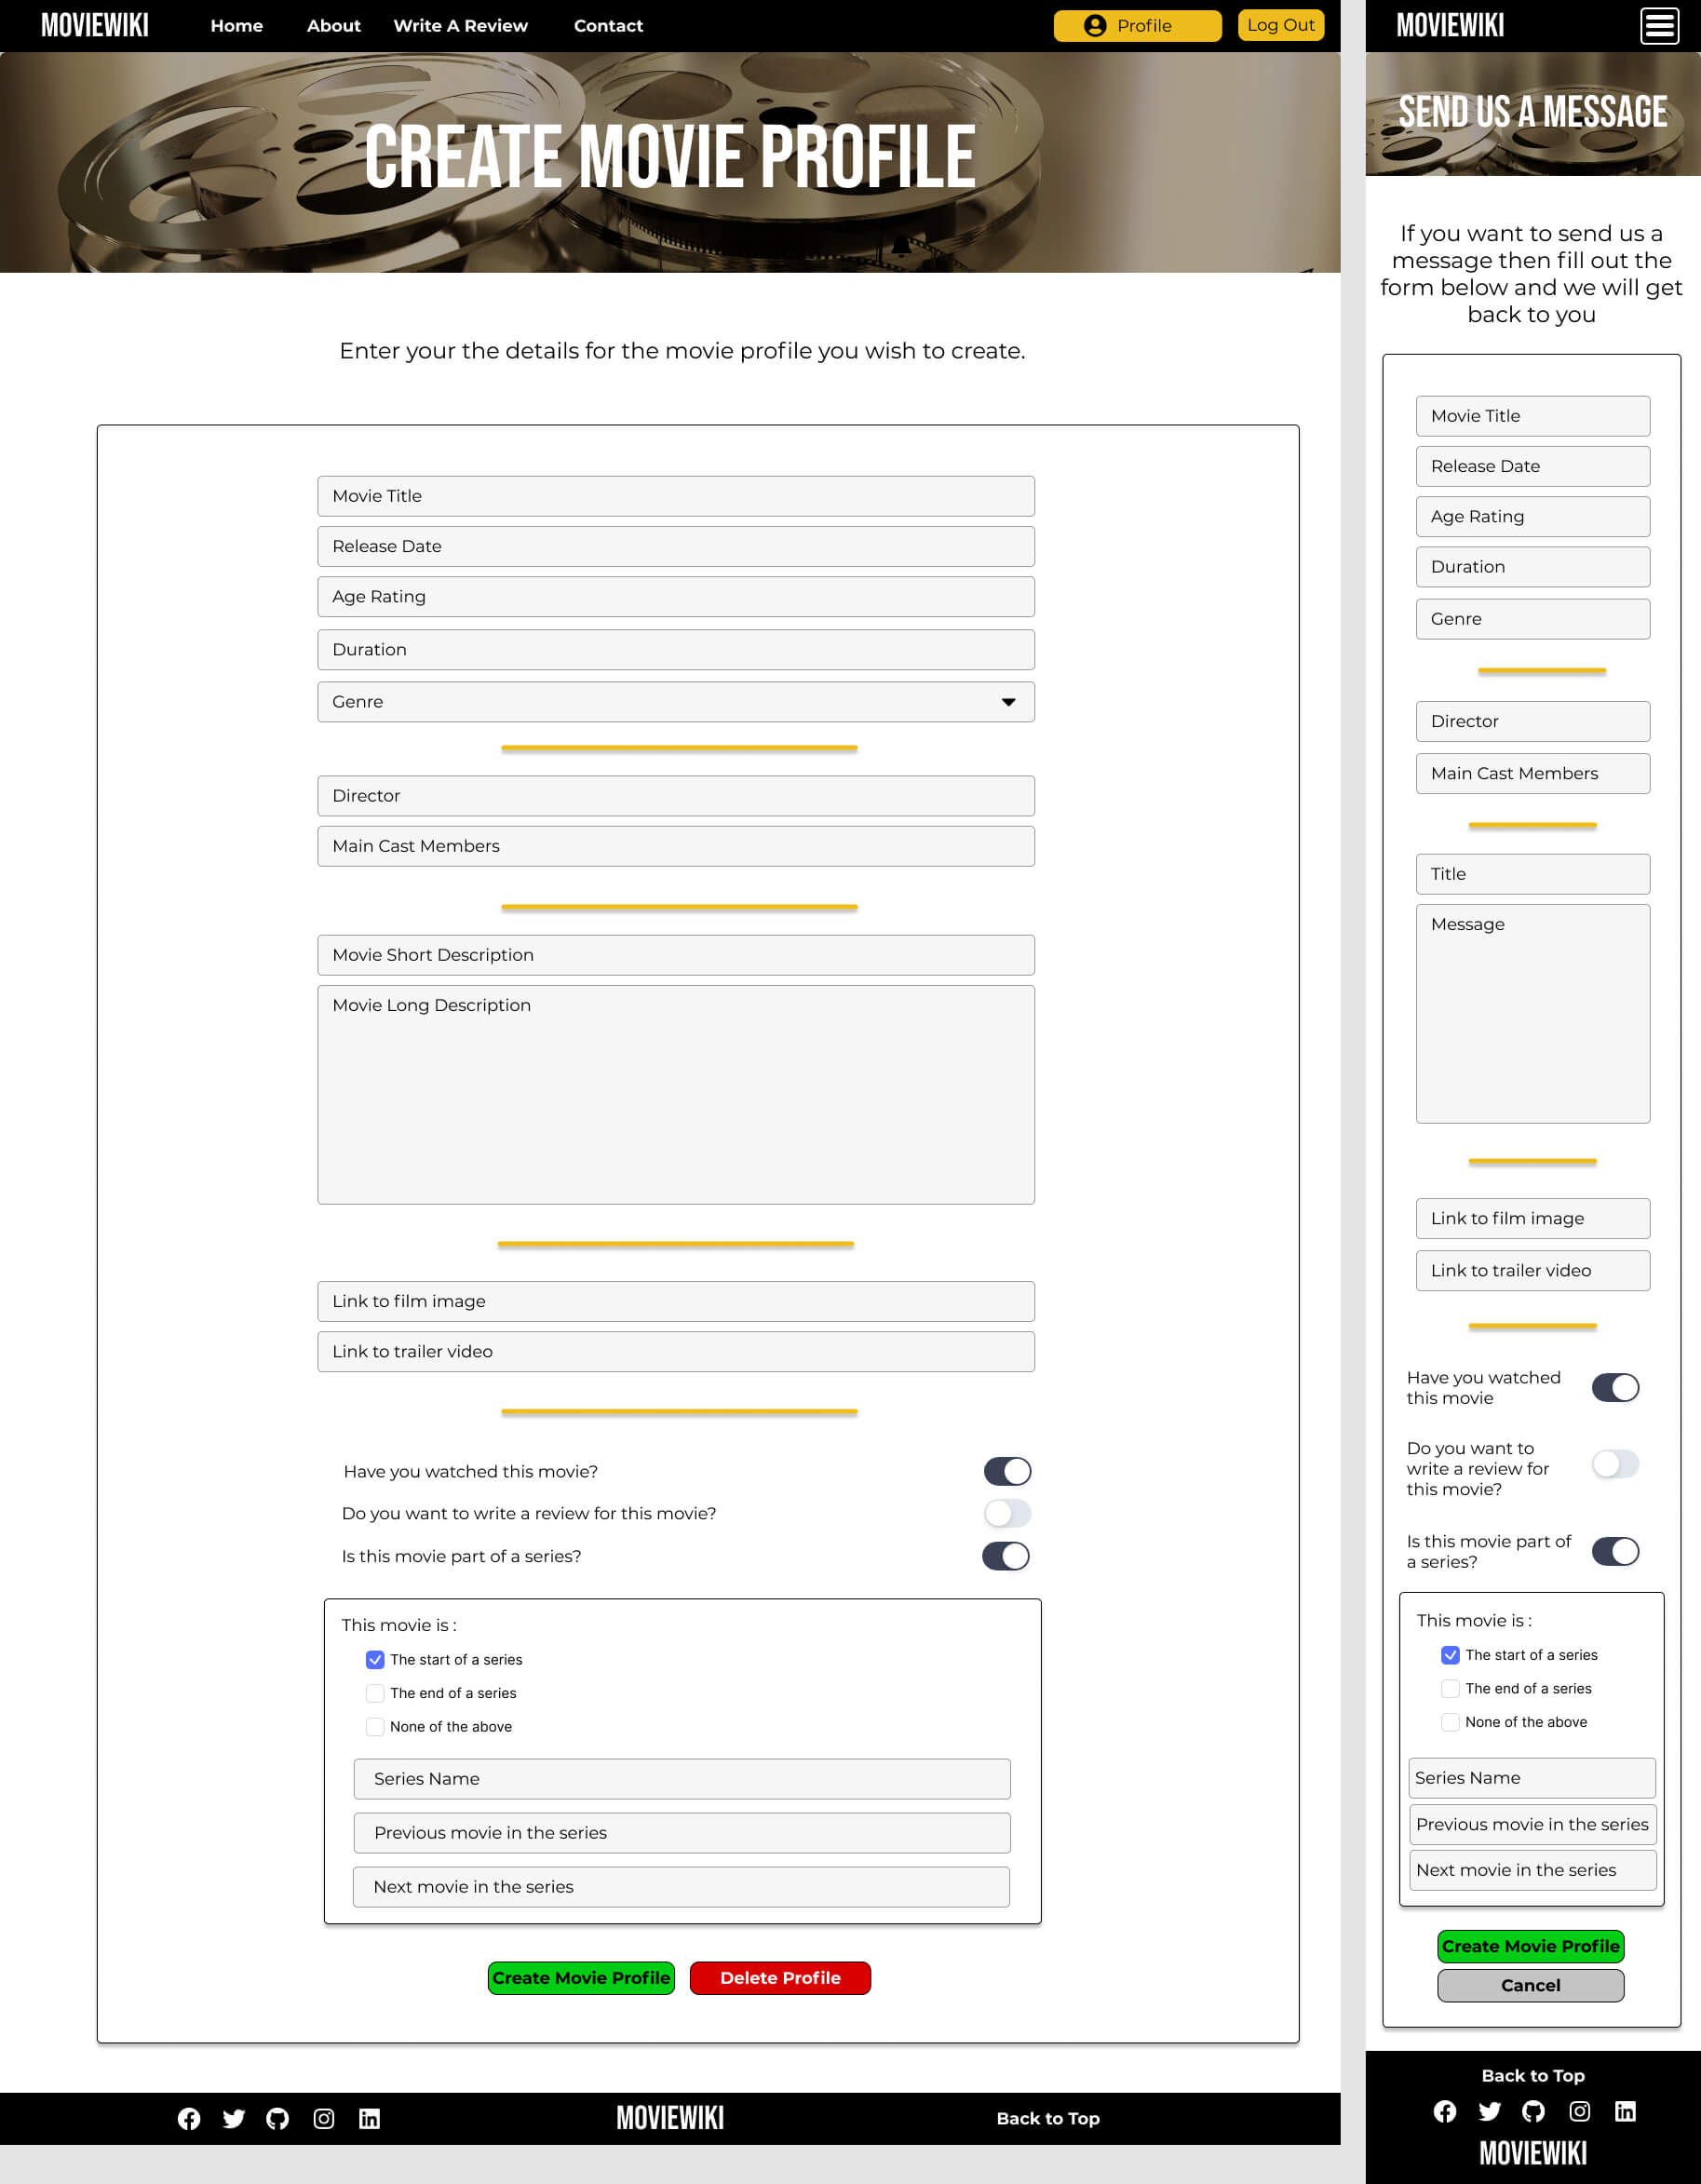 MOVIEWIKI
Home About Write A Review Contact
Profile Log Out
CREATE MOVIE PROFILE
Enter your the details for the movie profile you wish to create.
Movie Title
Release Date
Age Rating
Duration
Genre
Director
Main Cast Members
Movie Short Description
Movie Long Description
Link to film image
Link to trailer video
Have you watched this movie?
Do you want to write a review for this movie?
Is this movie part of a series?
This movie is :
The start of a series
The end of a series
None of the above
Series Name
Previous movie in the series
Next movie in the series
Create Movie Profile Delete Profile
MOVIEWIKI Back to Top
MOVIEWIKI
SEND US A MESSAGE
If you want to send us a
message then fill out the
form below and we will get
back to you
Movie Title
Release Date
Age Rating
Duration
Genre
Director
Main Cast Members
Title
Message
Link to film image
Link to trailer video
Have you watched
this movie
Do you want to
write a review for
this movie?
Is this movie part of
a series?
This movie is :
The start of a series
The end of a series
None of the above
Series Name
Previous movie in the series
Next movie in the series
Create Movie Profile
Cancel
Back to Top
MOVIEWIKI